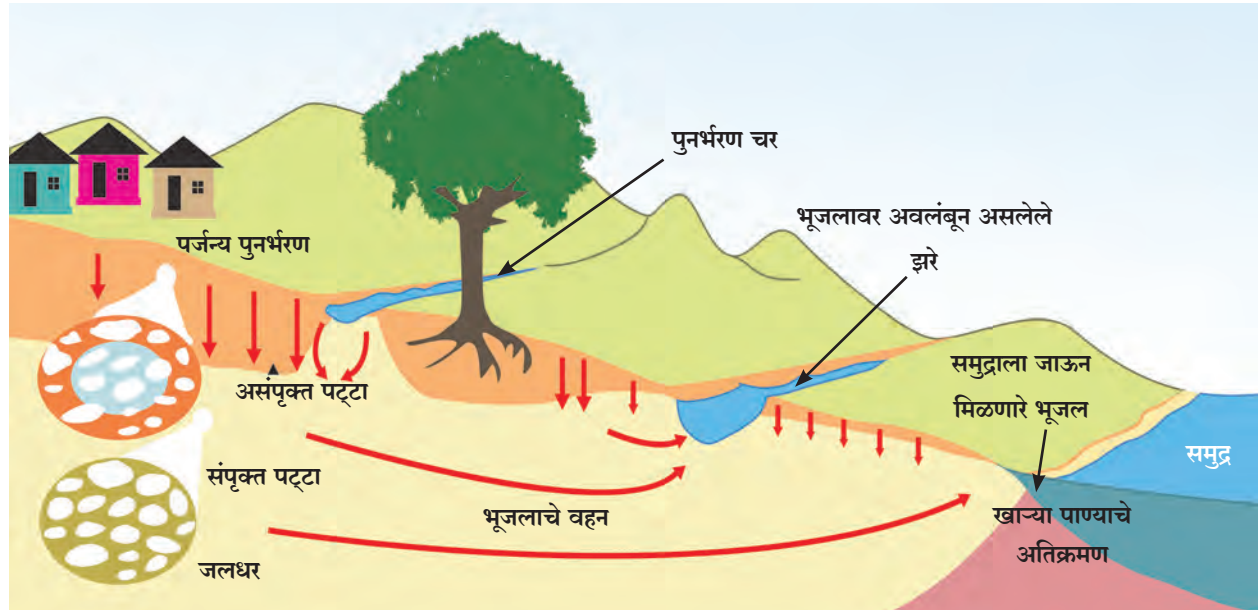 पुनर्भरण चर
भूजलावर अवलंबून असलेले
झरे
पर्जन्य पुनर्भरण
समुद्राला जाऊन
मिळणारे भूजल
असंपृक्त पट्टा
समुद्र
संपृक्त पट्टा
भूजलाचे वहन
खाऱ्या पाण्याचे
अतिक्रमण
जलधर